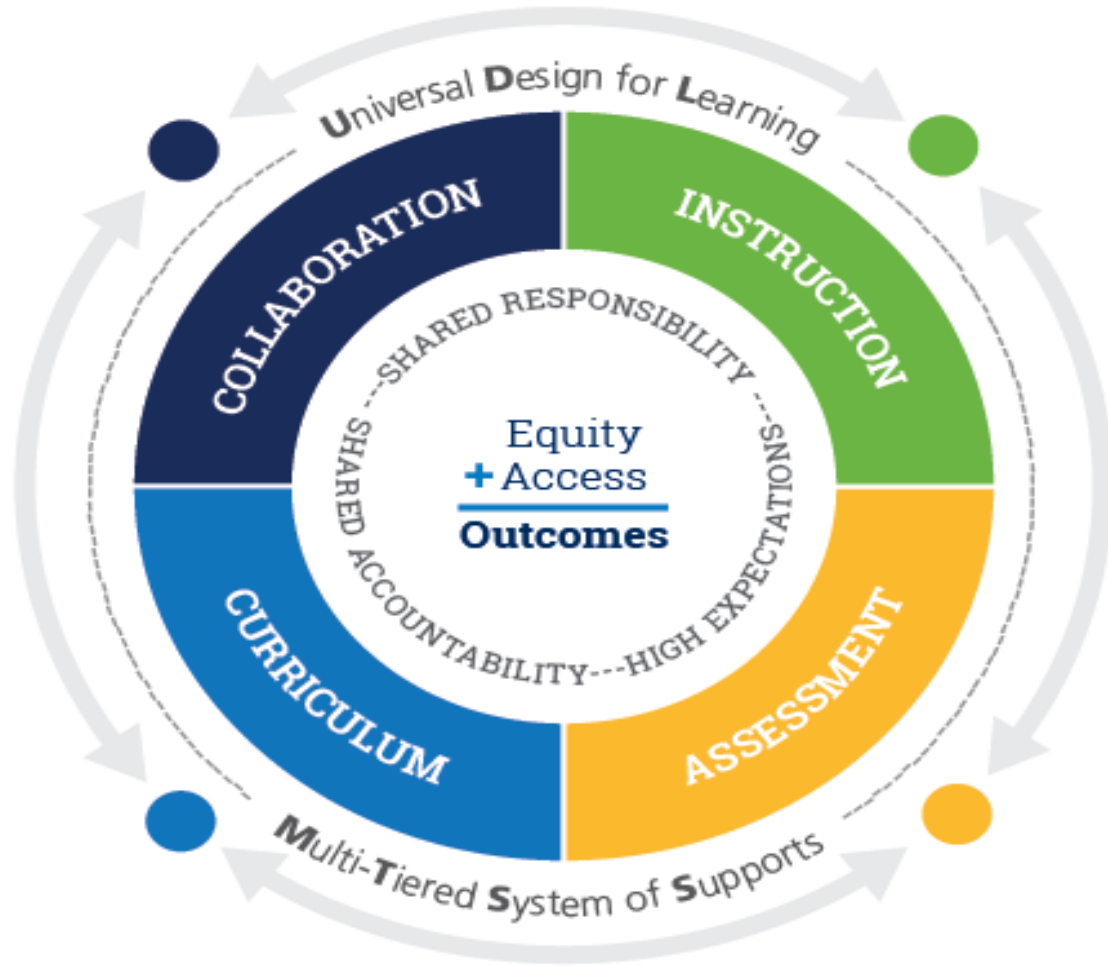 Universal Design for Learning
COLLABORATION
INSTRUCTION
---SHARED RESPONSIBILITY---HIGH EXPECTATIONS---SHARED ACCOUNTABILITY
Equity
+ Access
Outcomes
CURRICULUM
ASSESSMENT
Multi-Tiered System of Supports